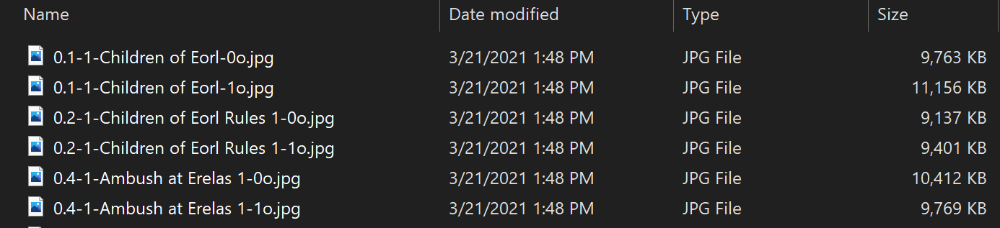 Name Date modified Type Size
0.1-1-Children of Eorl-0o.jpg 3/21/2021 1:48 PM JPG File 9,763 KB
0.1-1-Children of Eorl-1o.jpg 3/21/2021 1:48 PM JPG File 11,156 KB
0.2-1-Children of Eorl Rules 1-0o.jpg 3/21/2021 1:48 PM JPG File 9,137 KB
0.2-1-Children of Eorl Rules 1-1o.jpg 3/21/2021 1:48 PM JPG File 9,401 KB
0.4-1-Ambush at Erelas 1-0o.jpg 3/21/2021 1:48 PM JPG File 10,412 KB
0.4-1-Ambush at Erelas 1-1o.jpg 3/21/2021 1:48 PM JPG File 9,769 KB